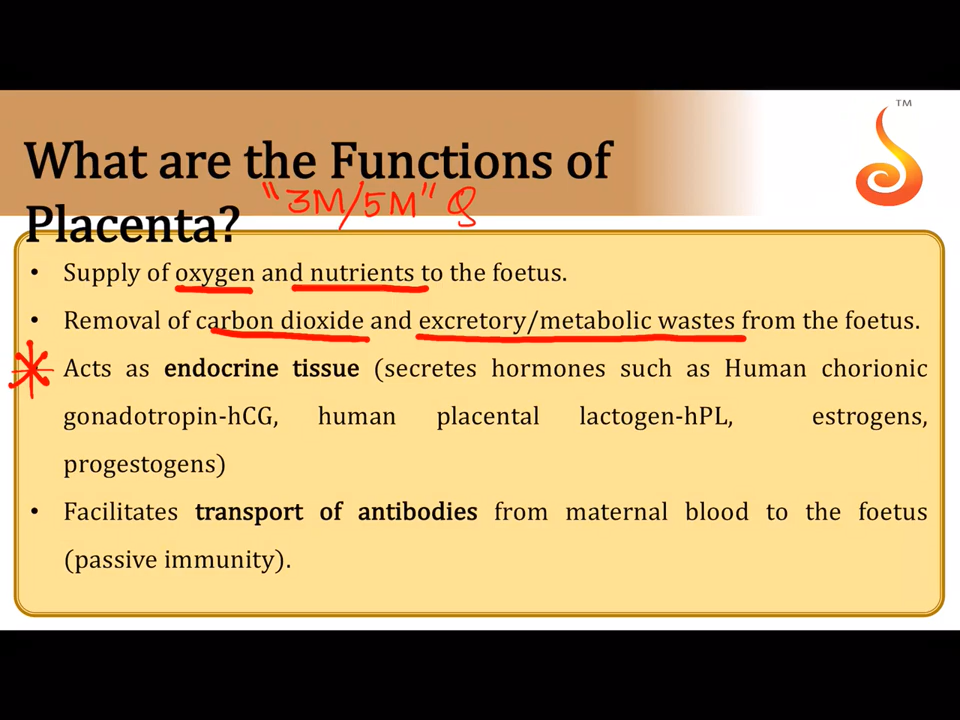 TM
What are the Functions of
Placenta? "3M/5M" Q
• Supply of oxygen and nutrients to the foetus.
• Removal of carbon dioxide and excretory/metabolic wastes from the foetus.
Acts as endocrine tissue (secretes hormones such as Human chorionic
gonadotropin-hCG, human placental lactogen-hPL, estrogens,
progestogens)
• Facilitates transport of antibodies from maternal blood to the foetus
(passive immunity).